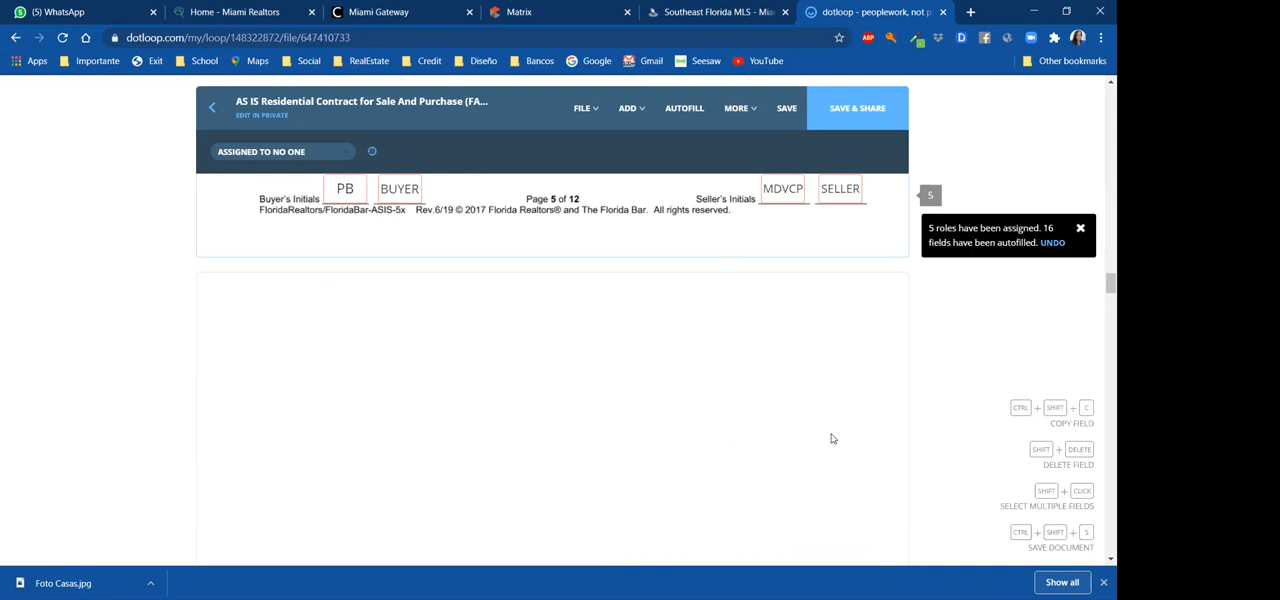 (5) WhatsApp
Home - Miami Realtors
Miami Gateway
Matrix
Southeast Florida MLS - Mia
dotloop - peoplework, not p
dotloop.com/my/loop/148322872/file/647410733
Apps Importante Exit School Maps Social RealEstate Credit Diseño Bancos Google Gmail Seesaw YouTube Other bookmarks
AS IS Residential Contract for Sale And Purchase (FA...
EDIT IN PRIVATE
FILE ADD AUTOFILL MORE SAVE SAVE & SHARE
ASSIGNED TO NO ONE
Buyer's Initials PB BUYER Page 5 of 12 Seller's Initials MDVCP SELLER
FloridaRealtors/FloridaBar-ASIS-5x Rev.6/19 © 2017 Florida Realtors® and The Florida Bar. All rights reserved.
5
5 roles have been assigned. 16
fields have been autofilled. UNDO
CTRL + SHIFT + C
COPY FIELD
SHIFT + DELETE
DELETE FIELD
SHIFT + CLICK
SELECT MULTIPLE FIELDS
CTRL + SHIFT + S
SAVE DOCUMENT
Foto Casas.jpg
Show all